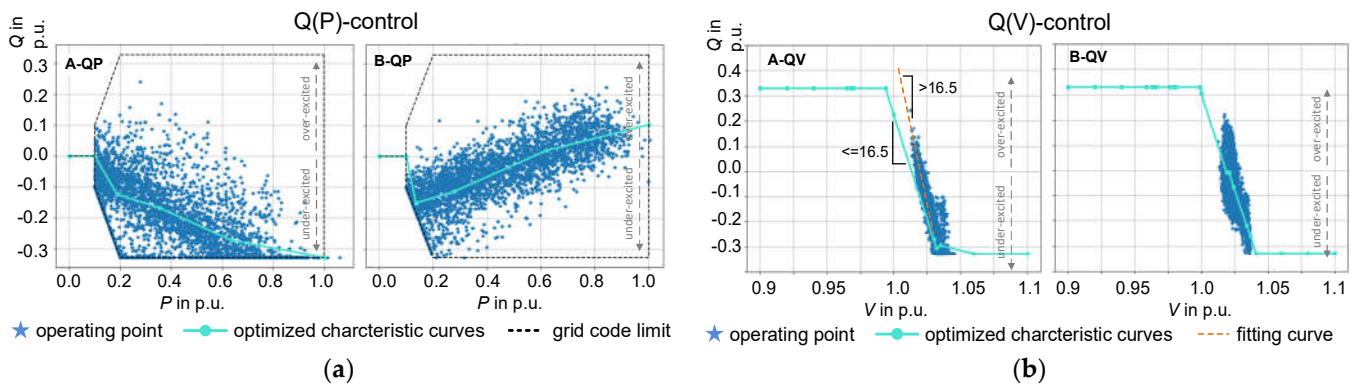 Q(P)-control
Q in
p.u.
A-QP
B-QP
0.3
0.2
0.1
0.0
-0.1
-0.2
-0.3
over-excited
under-excited
over-excited
under-excited
0.0 0.2 0.4 0.6 0.8 1.0
0.0 0.2 0.4 0.6 0.8 1.0
P in p.u.
P in p.u.
operating point optimized charcteristic curves grid code limit
(a)
Q(V)-control
Q in
p.u.
A-QV
B-QV
0.4
0.3
0.2
0.1
0.0
-0.1
-0.2
-0.3
>16.5
<=16.5
over-excited
under-excited
over-excited
under-excited
0.9 0.95 1.0 1.05 1.1
0.9 0.95 1.0 1.05 1.1
V in p.u.
V in p.u.
operating point optimized charcteristic curves fitting curve
(b)